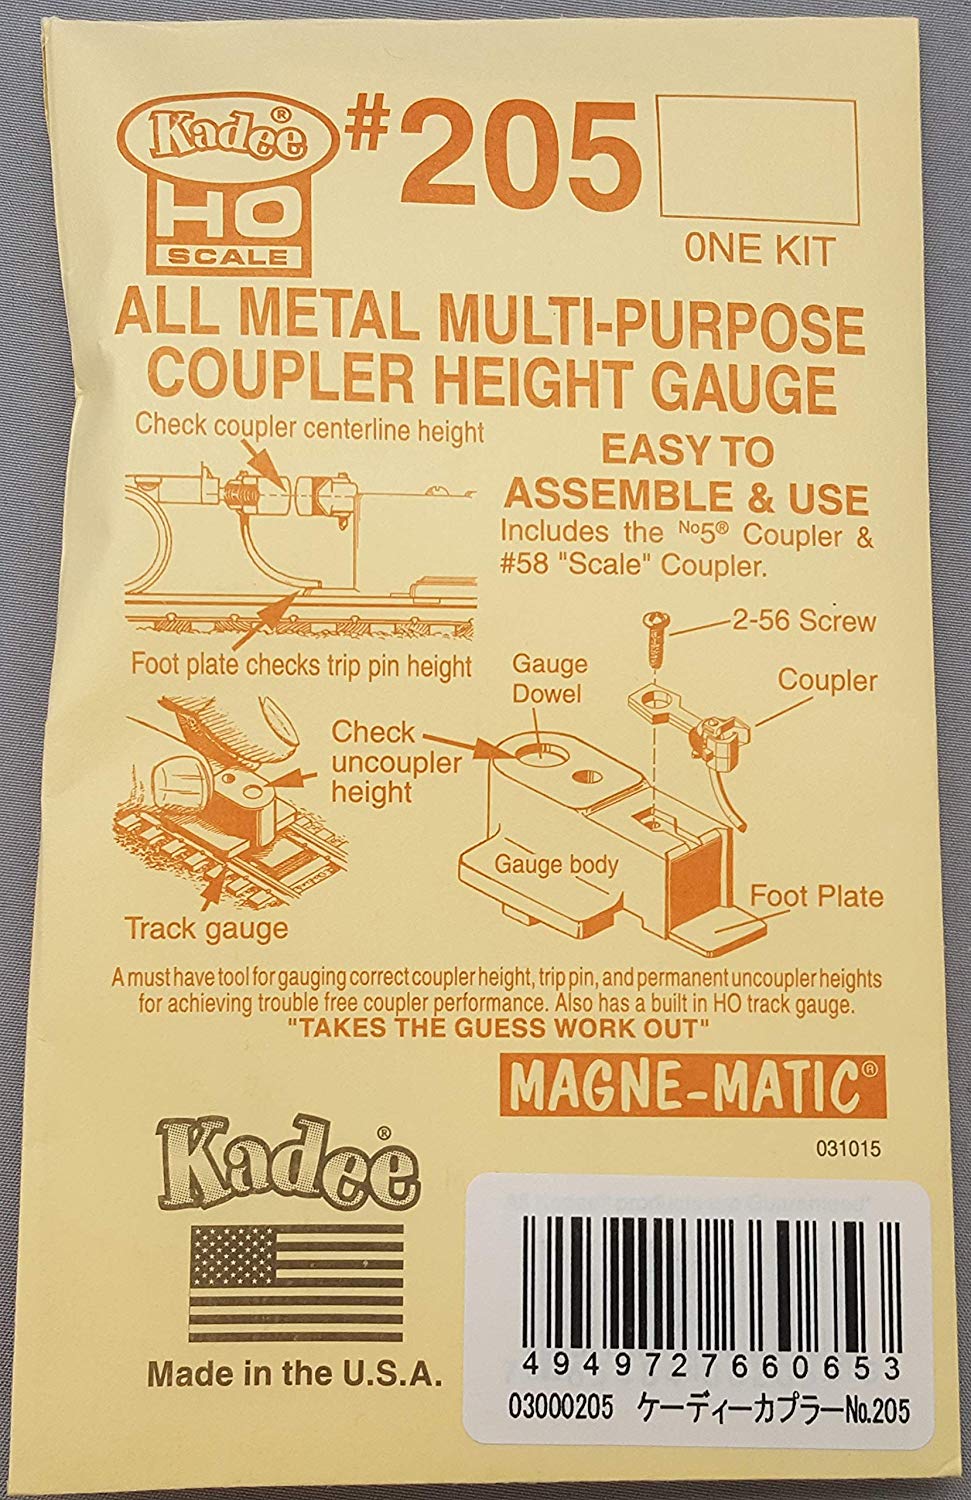 Kadee®
HO
SCALE
#205
ONE KIT
ALL METAL MULTI-PURPOSE
COUPLER HEIGHT GAUGE
Check coupler centerline height
EASY TO
ASSEMBLE & USE
Includes the No5® Coupler &
#58 "Scale" Coupler.
Foot plate checks trip pin height
2-56 Screw
Gauge
Dowel
Coupler
Check
uncoupler
height
Gauge body
Foot Plate
Track gauge
A must have tool for gauging correct coupler height, trip pin, and permanent uncoupler heights
for achieving trouble free coupler performance. Also has a built in HO track gauge.
"TAKES THE GUESS WORK OUT"
MAGNE-MATIC®
031015
Kadee®
Made in the U.S.A.
4949727660653
03000205 ケーディーカプラーNo.205